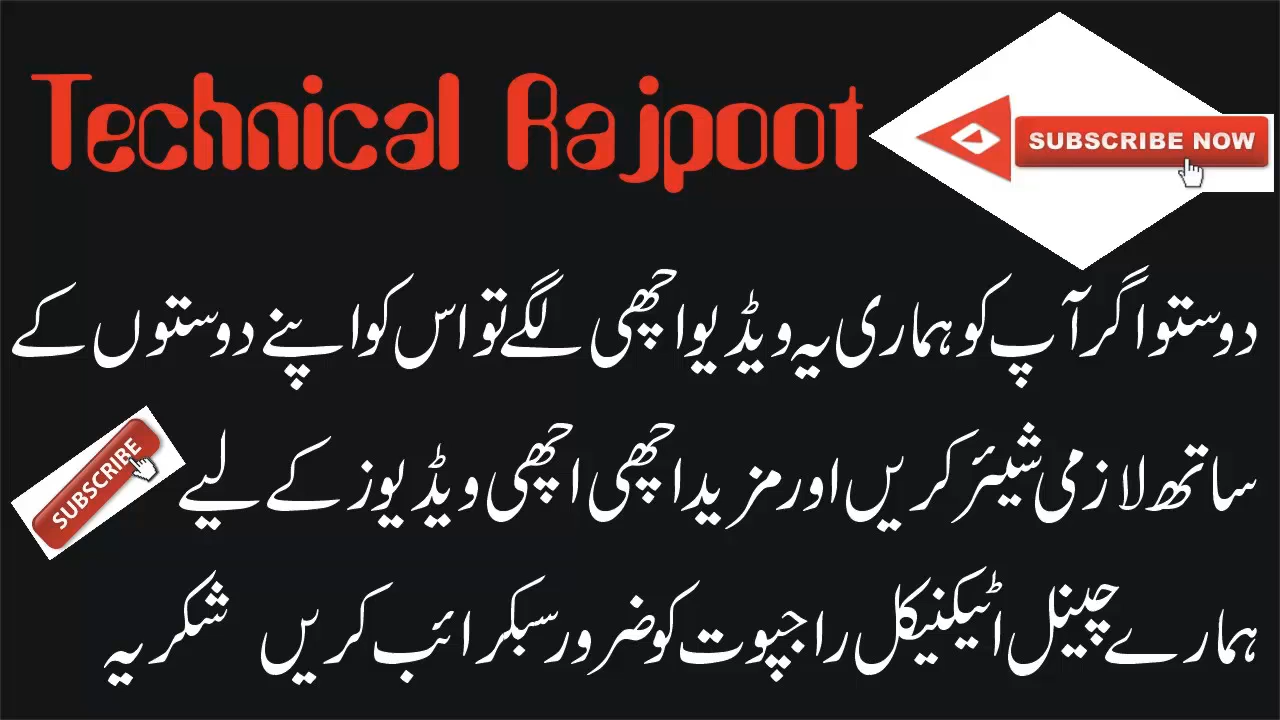 Technical Rajpoot
SUBSCRIBE NOW
دوستو اگر آپ کو ہماری یہ ویڈیو اچھی لگے تو اس کو اپنے دوستوں کے
ساتھ لازمی شیئر کریں اور مزید اچھی اچھی ویڈیوز کے لیے
SUBSCRIBE
ہمارے چینل اٹیکنیکل راجپوت کو ضرور سبکرائب کریں شکریہ